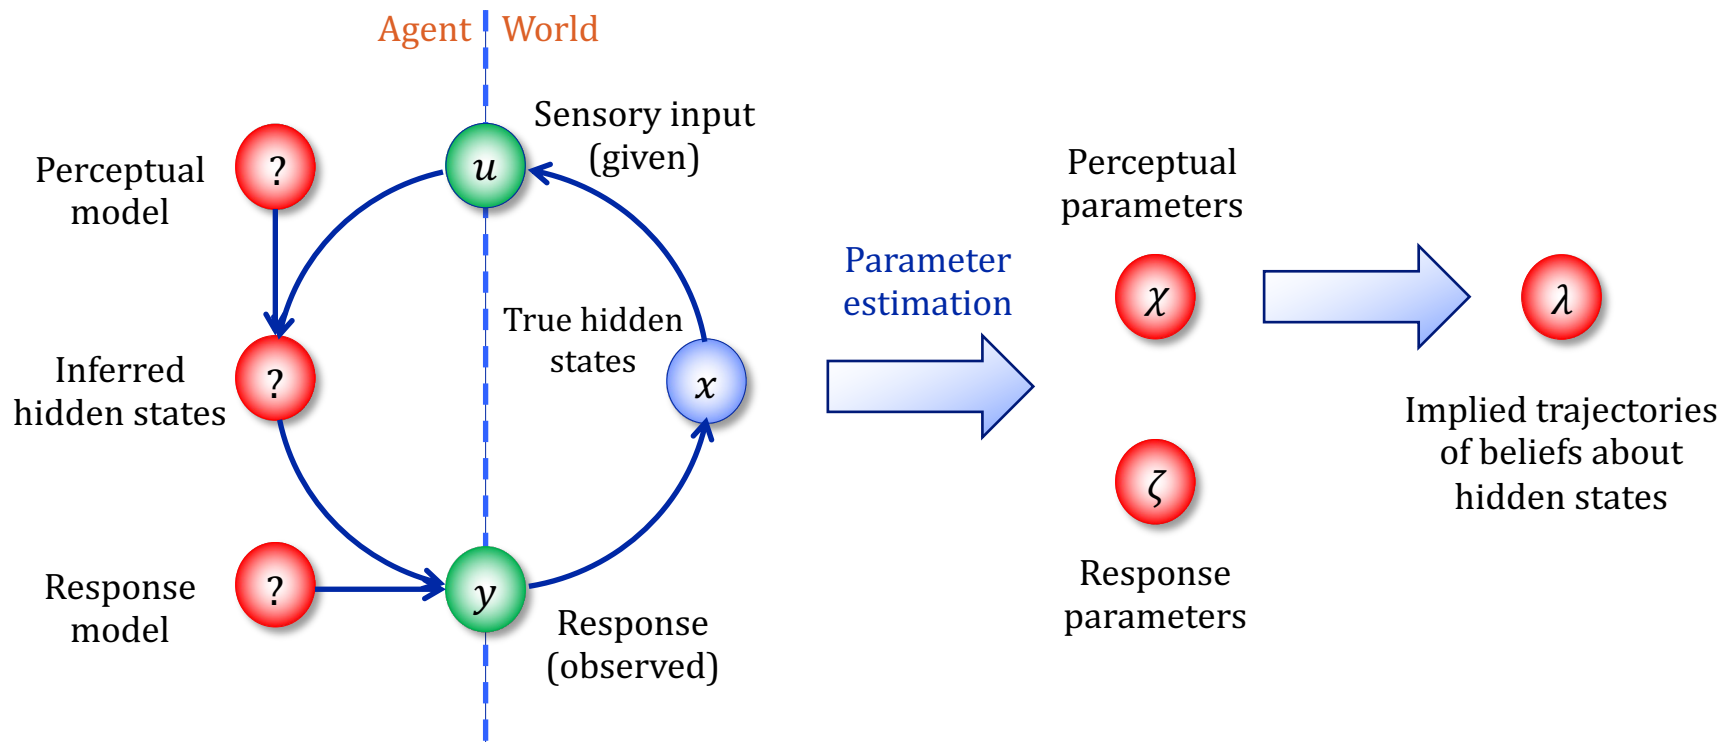 Agent World
Sensory input
(given)
u
?
Perceptual
model
True hidden
states
x
?
Inferred
hidden states
?
Response
model
y
Response
(observed)
Parameter
estimation
Perceptual
parameters
χ
ζ
Response
parameters
λ
Implied trajectories
of beliefs about
hidden states